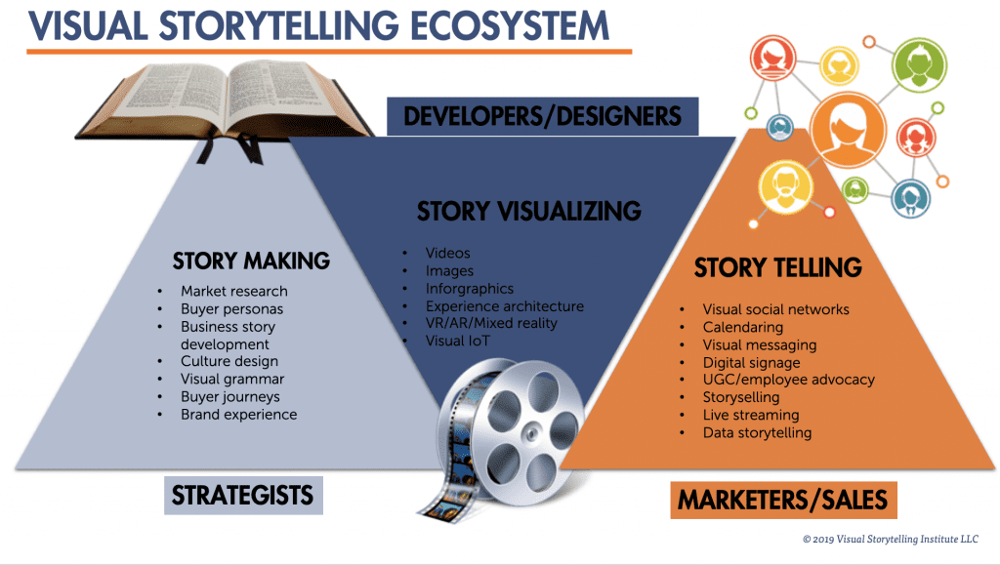 VISUAL STORYTELLING ECOSYSTEM
DEVELOPERS/DESIGNERS
STORY MAKING
• Market research
• Buyer personas
• Business story
development
• Culture design
• Visual grammar
• Buyer journeys
• Brand experience
STRATEGISTS
STORY VISUALIZING
• Videos
• Images
• Inforgraphics
• Experience architecture
• VR/AR/Mixed reality
• Visual IoT
STORY TELLING
• Visual social networks
• Calendaring
• Visual messaging
• Digital signage
• UGC/employee advocacy
• Storyselling
• Live streaming
• Data storytelling
MARKETERS/SALES
© 2019 Visual Storytelling Institute LLC